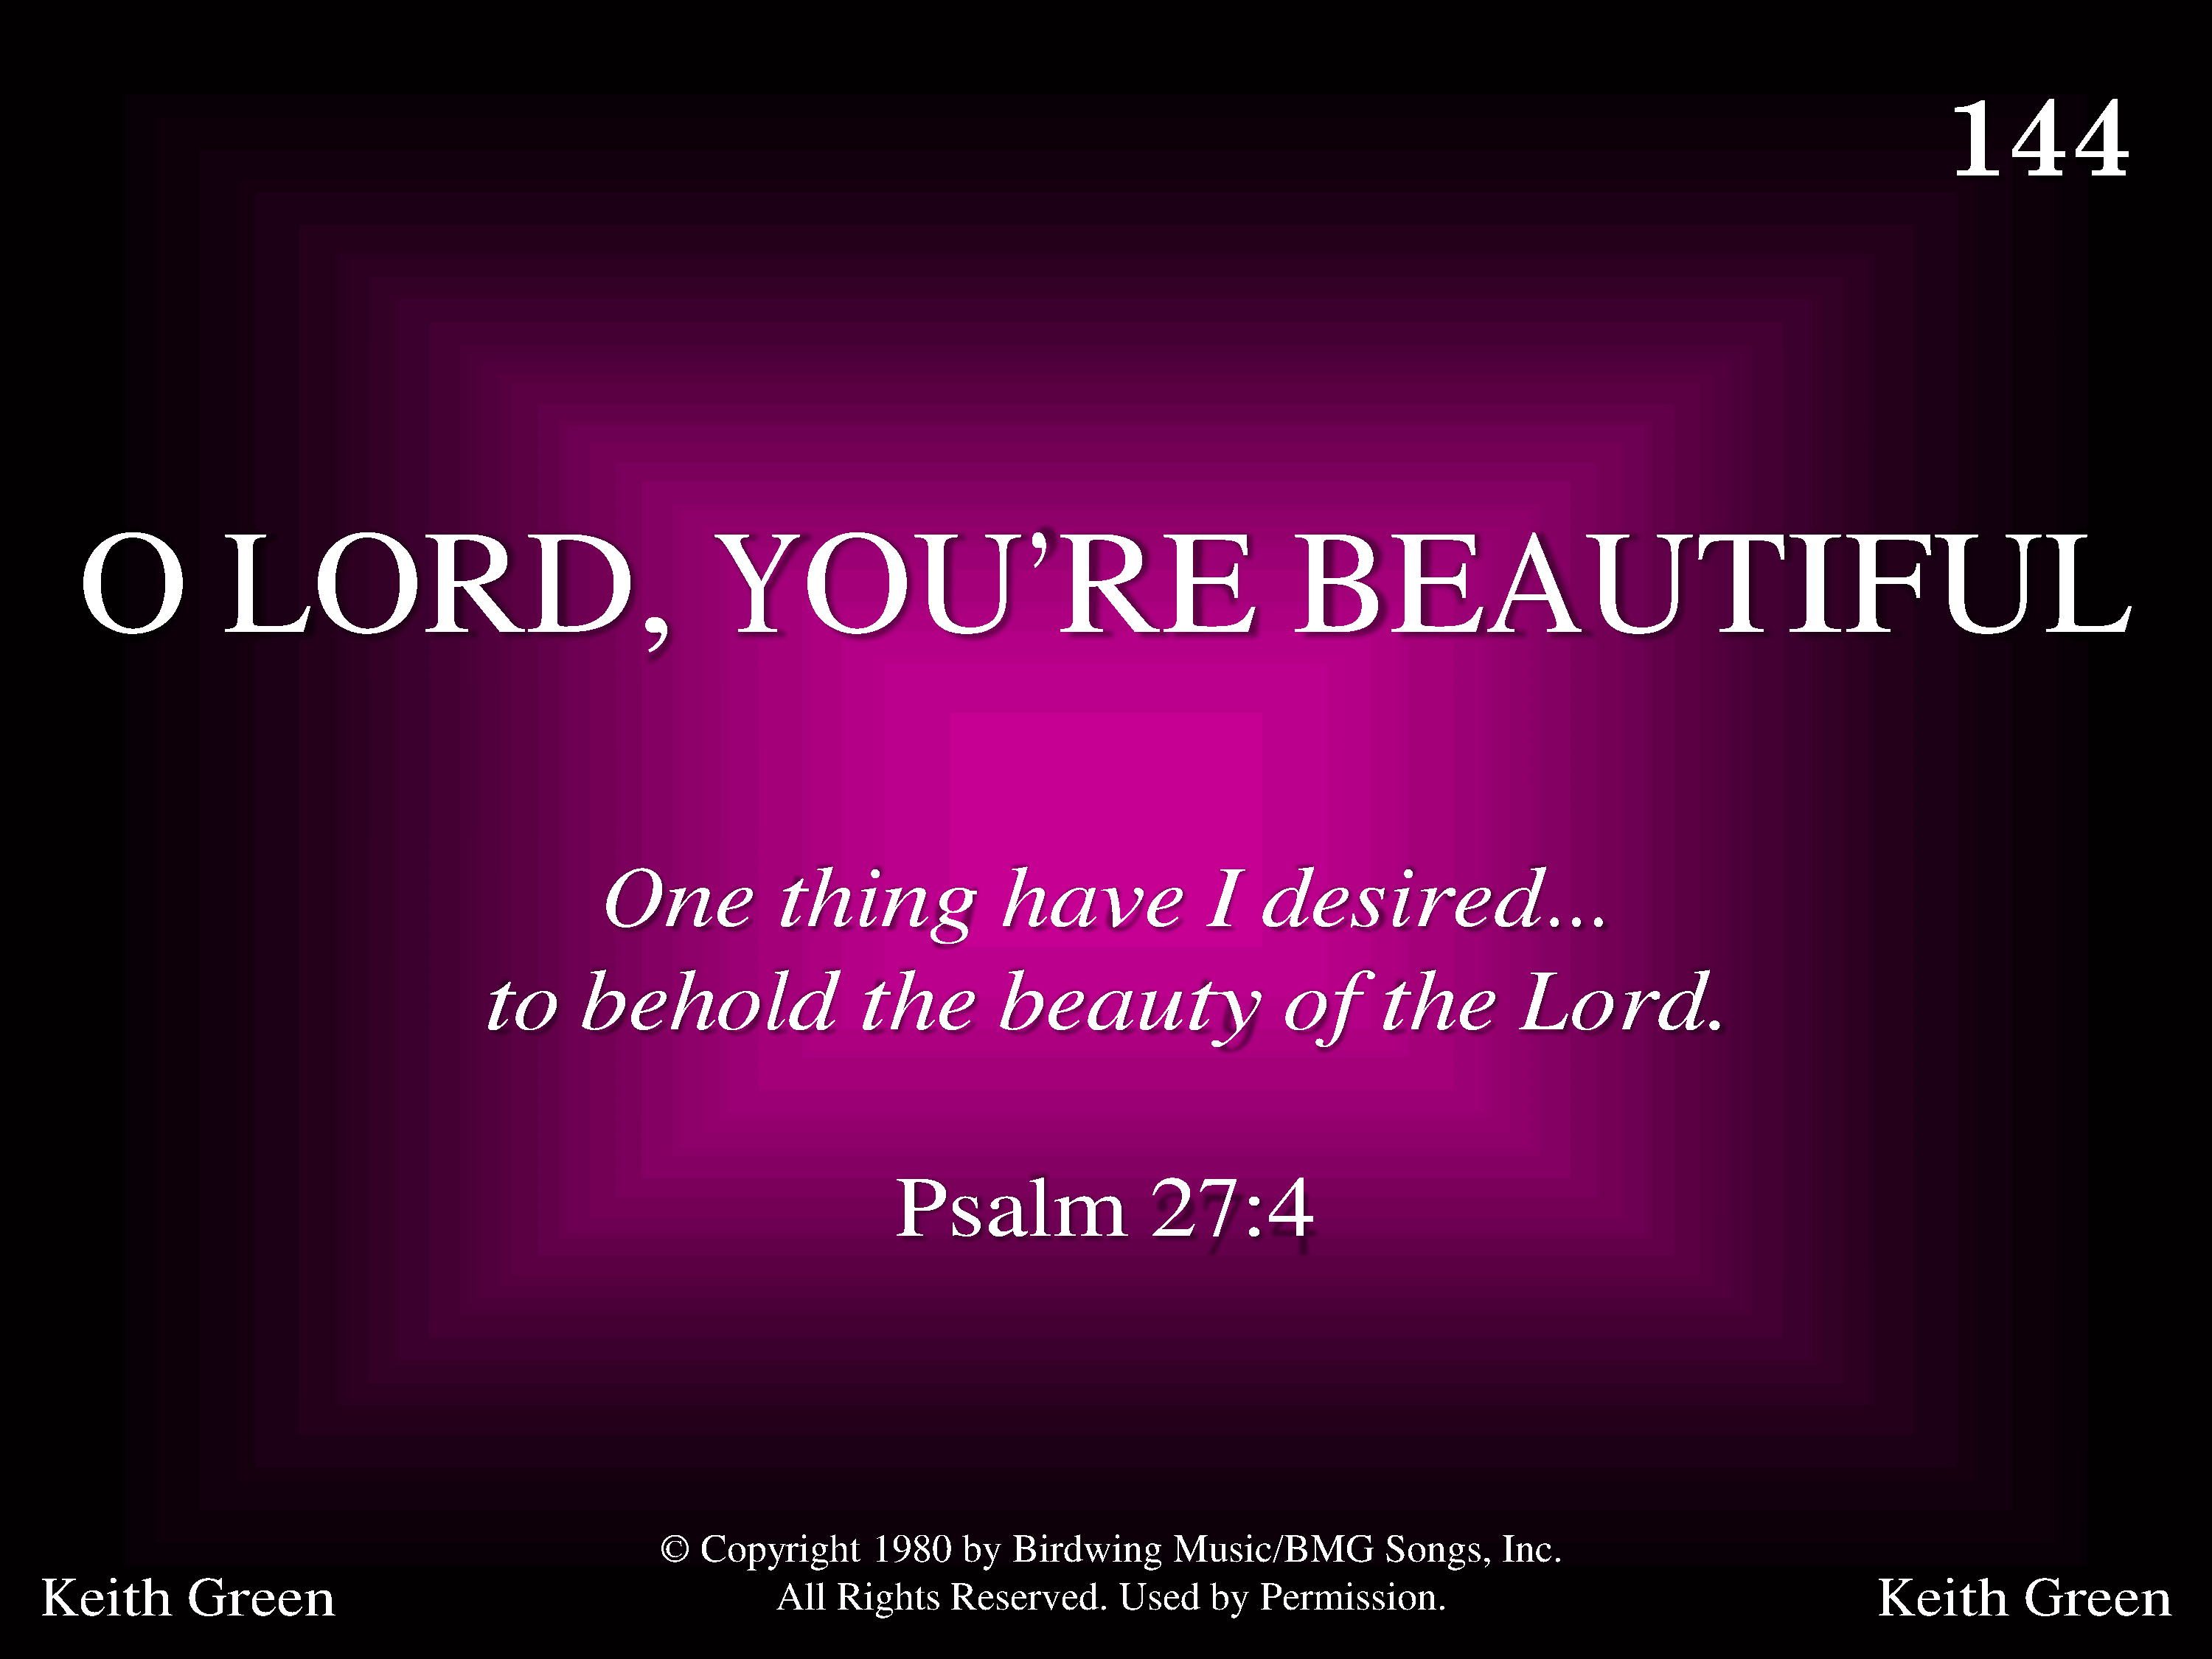 144
O LORD, YOU’RE BEAUTIFUL
One thing have I desired...
to behold the beauty of the Lord.
Psalm 27:4
© Copyright 1980 by Birdwing Music/BMG Songs, Inc.
Keith Green All Rights Reserved. Used by Permission. Keith Green